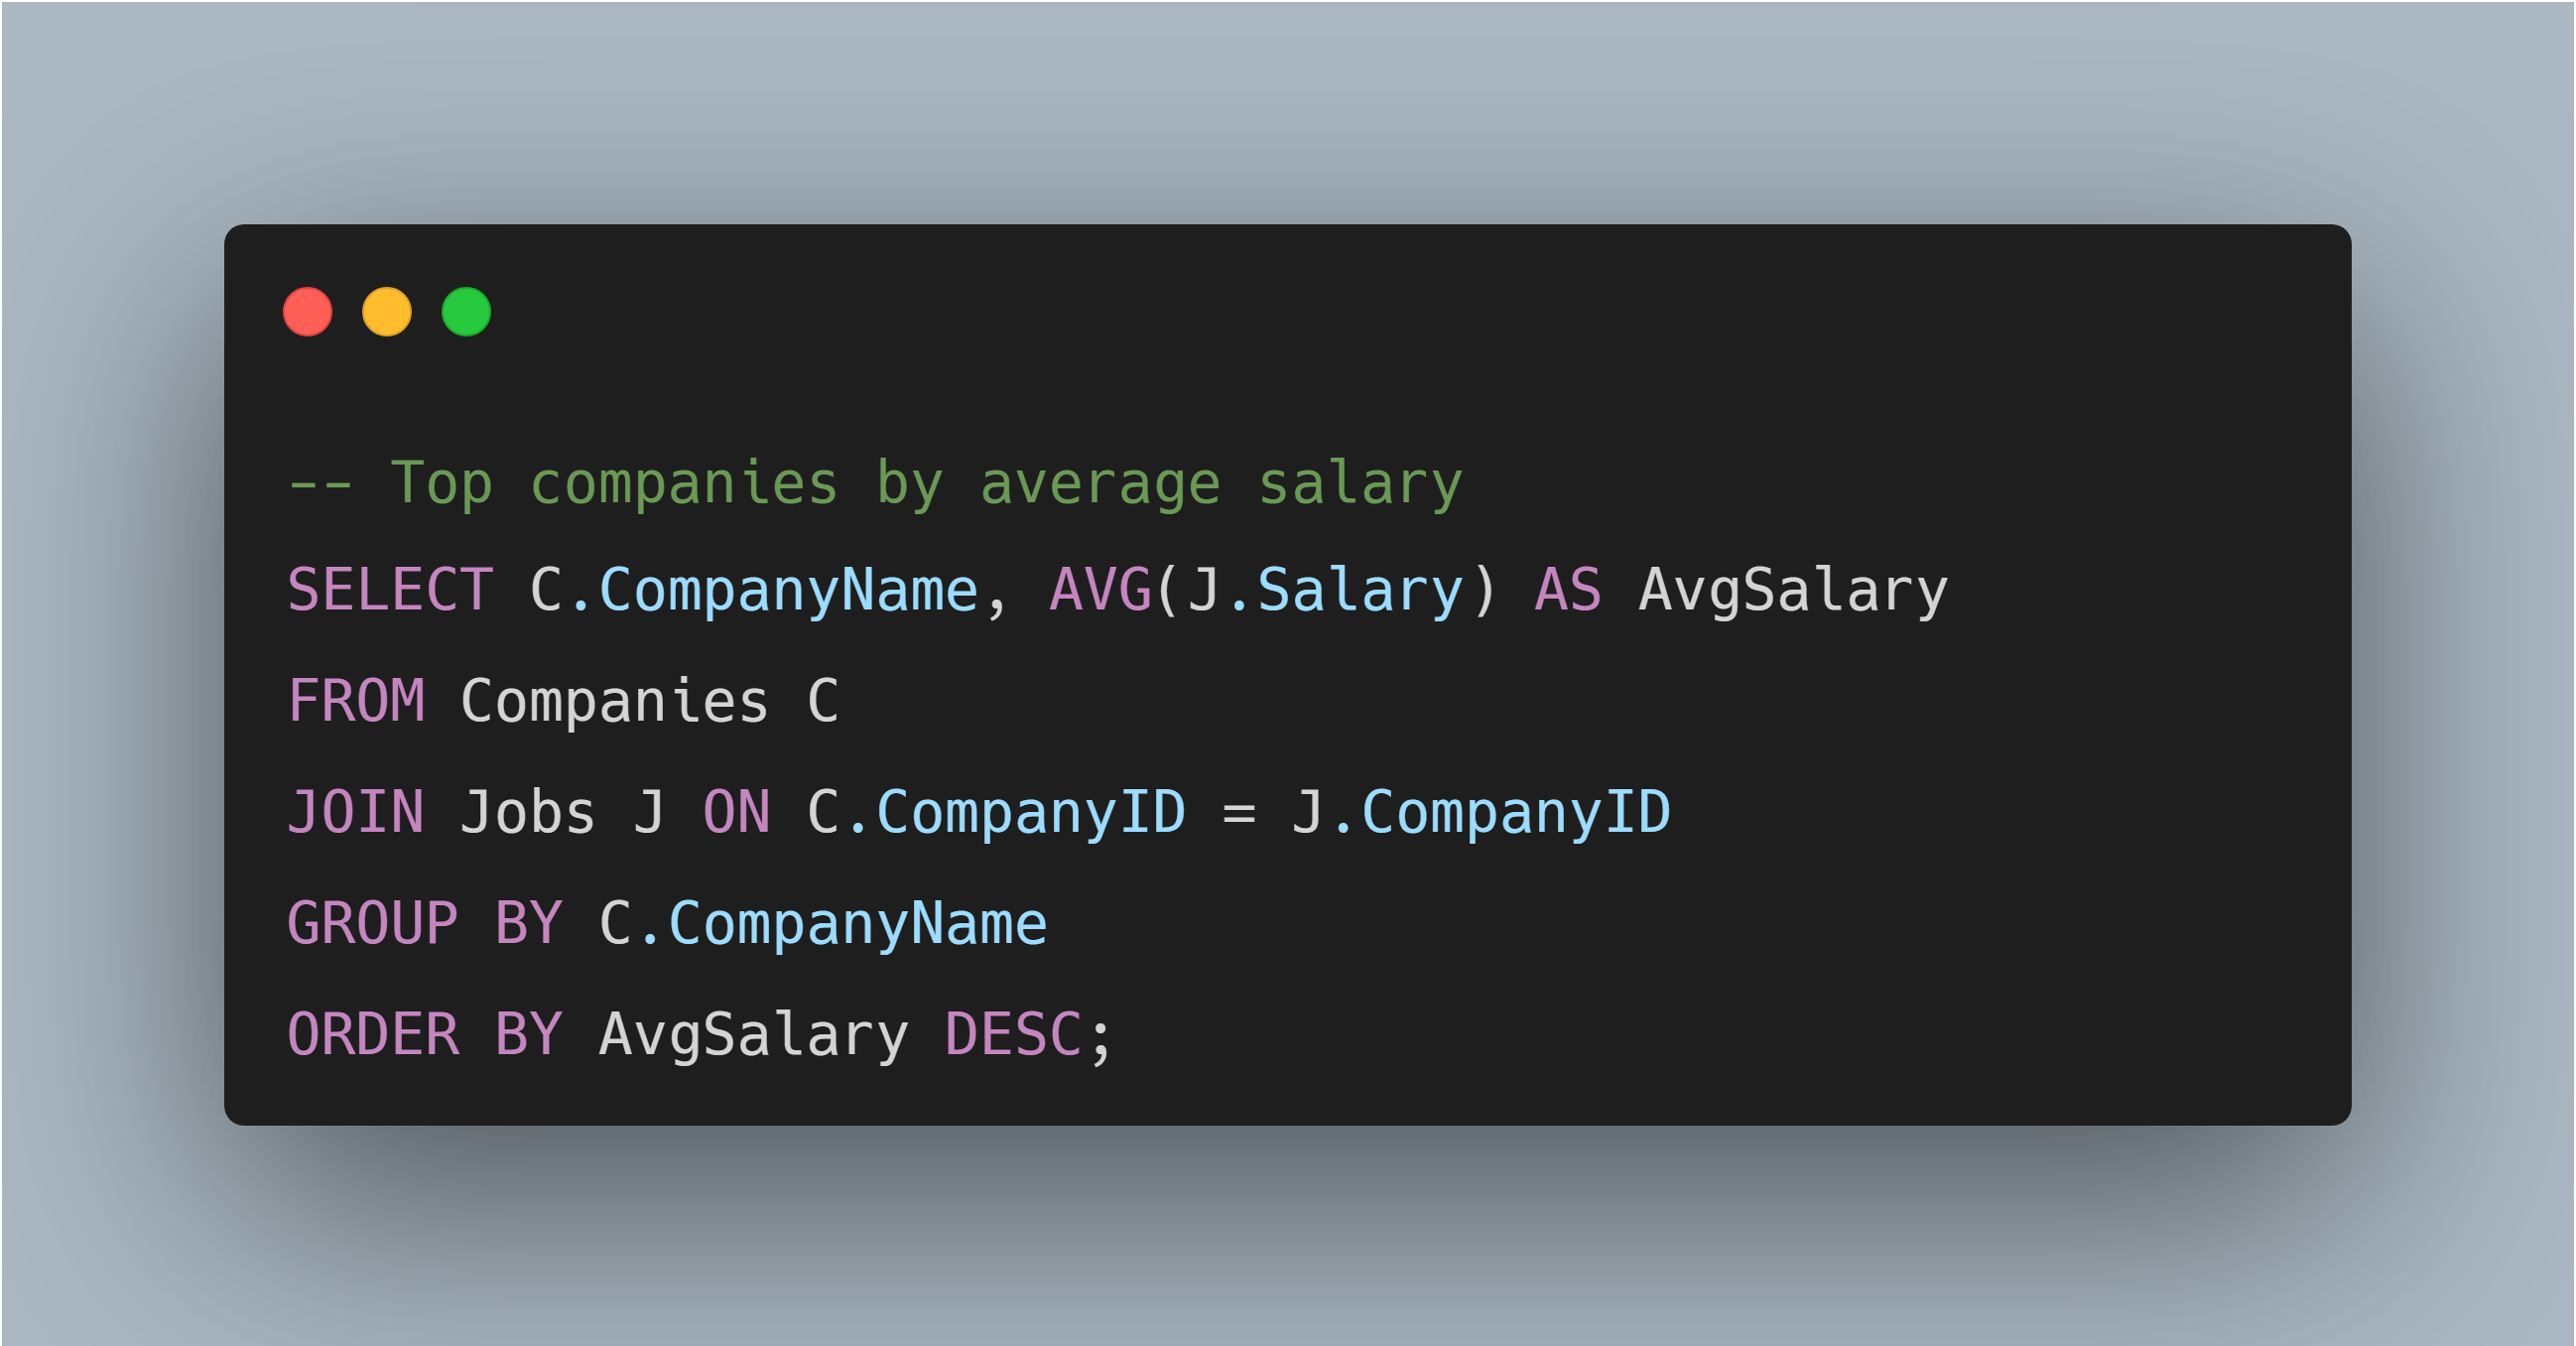 -- Top companies by average salary
SELECT C.CompanyName, AVG(J.Salary) AS AvgSalary
FROM Companies C
JOIN Jobs J ON C.CompanyID = J.CompanyID
GROUP BY C.CompanyName
ORDER BY AvgSalary DESC;